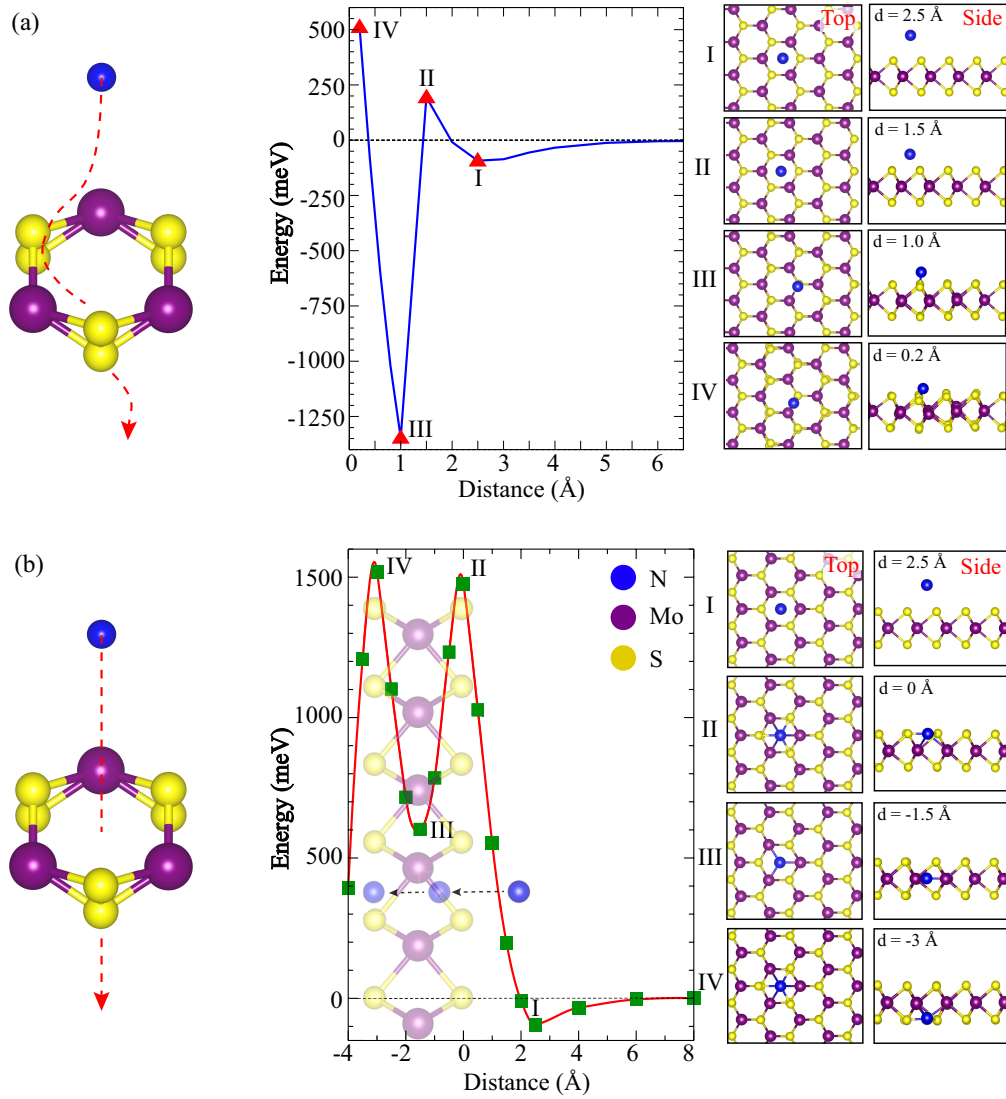 (a)
Energy (meV)
500
250
0
-250
-500
-750
-1000
-1250
IV
II
I
III
0 1 2 3 4 5 6
Distance (Å)
Top Side
I d = 2.5 Å
II d = 1.5 Å
III d = 1.0 Å
IV d = 0.2 Å
(b)
Energy (meV)
1500
1000
500
0
IV II
III
I
N
Mo
S
-4 -2 0 2 4 6 8
Distance (Å)
Top Side
I d = 2.5 Å
II d = 0 Å
III d = -1.5 Å
IV d = -3 Å